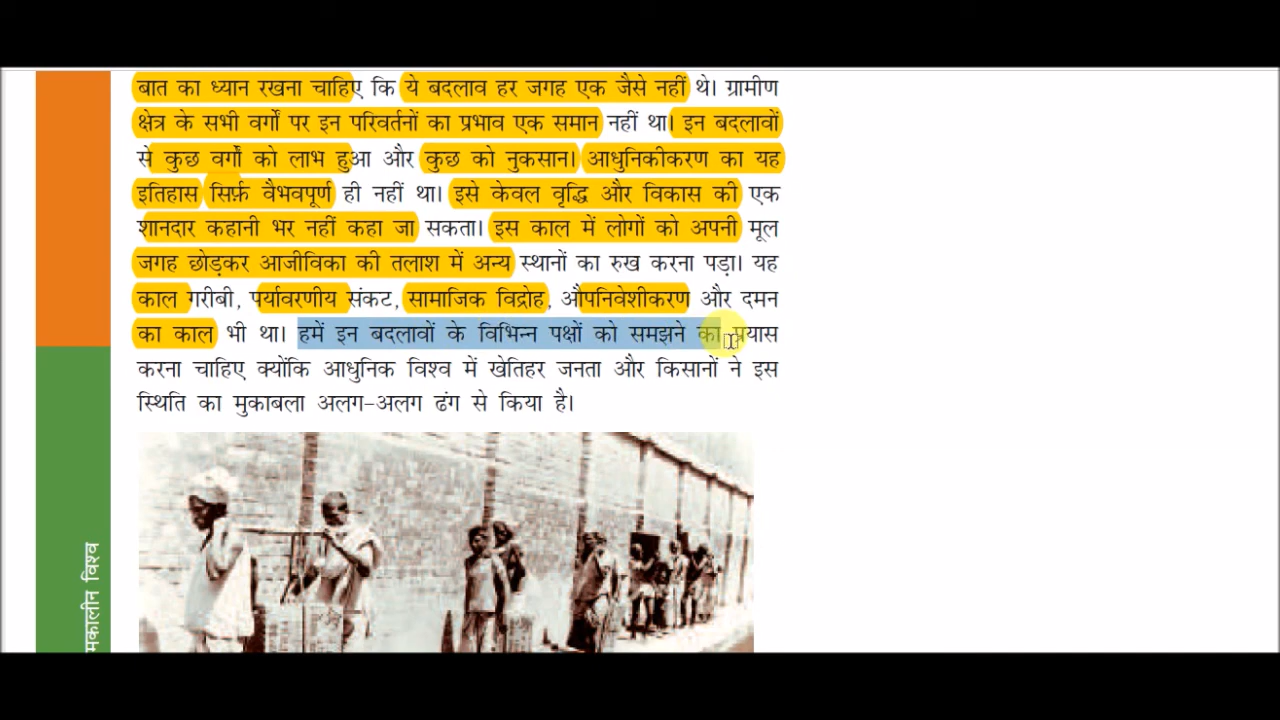 बात का ध्यान रखना चाहिए कि ये बदलाव हर जगह एक जैसे नहीं थे। ग्रामीण
क्षेत्र के सभी वर्गों पर इन परिवर्तनों का प्रभाव एक समान नहीं था। इन बदलावों
से कुछ वर्गों को लाभ हुआ और कुछ को नुकसान। आधुनिकीकरण का यह
इतिहास सिर्फ़ वैभवपूर्ण ही नहीं था। इसे केवल वृद्धि और विकास की एक
शानदार कहानी भर नहीं कहा जा सकता। इस काल में लोगों को अपनी मूल
जगह छोड़कर आजीविका की तलाश में अन्य स्थानों का रुख करना पड़ा। यह
काल गरीबी, पर्यावरणीय संकट, सामाजिक विद्रोह, औपनिवेशीकरण और दमन
का काल भी था। हमें इन बदलावों के विभिन्न पक्षों को समझने का प्रयास
करना चाहिए क्योंकि आधुनिक विश्व में खेतिहर जनता और किसानों ने इस
स्थिति का मुकाबला अलग-अलग ढंग से किया है।
विश्व